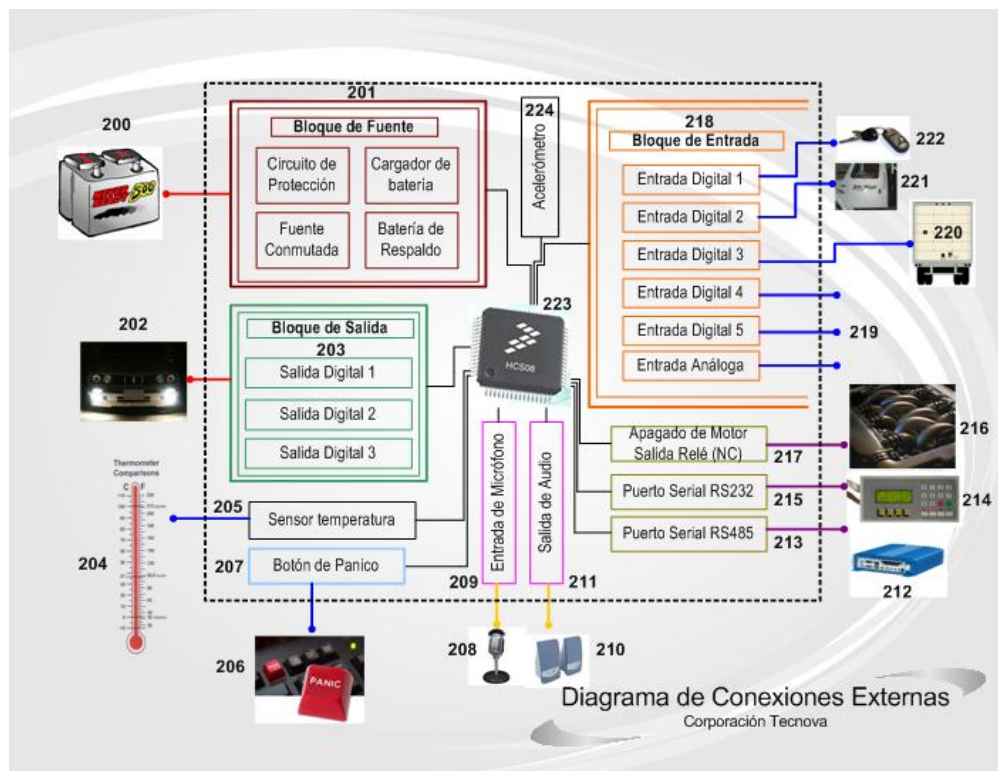 201
224
218
200
Bloque de Fuente
Circuito de
Protección
Cargador de
batería
Fuente
Conmutada
Batería de
Respaldo
Acelerómetro
Bloque de Entrada
Entrada Digital 1
Entrada Digital 2
Entrada Digital 3
Entrada Digital 4
Entrada Digital 5
Entrada Análoga
222
221
220
219
202
Bloque de Salida
203
Salida Digital 1
Salida Digital 2
Salida Digital 3
223
HCS08
Apagado de Motor
Salida Relé (NC)
217
216
Puerto Serial RS232
215
214
Puerto Serial RS485
213
212
Thermometer
Comparisons
C F
204
205
Sensor temperatura
207
Botón de Panico
Entrada de Micrófono
209
Salida de Audio
211
206
PANIC
208
210
Diagrama de Conexiones Externas
Corporación Tecnova